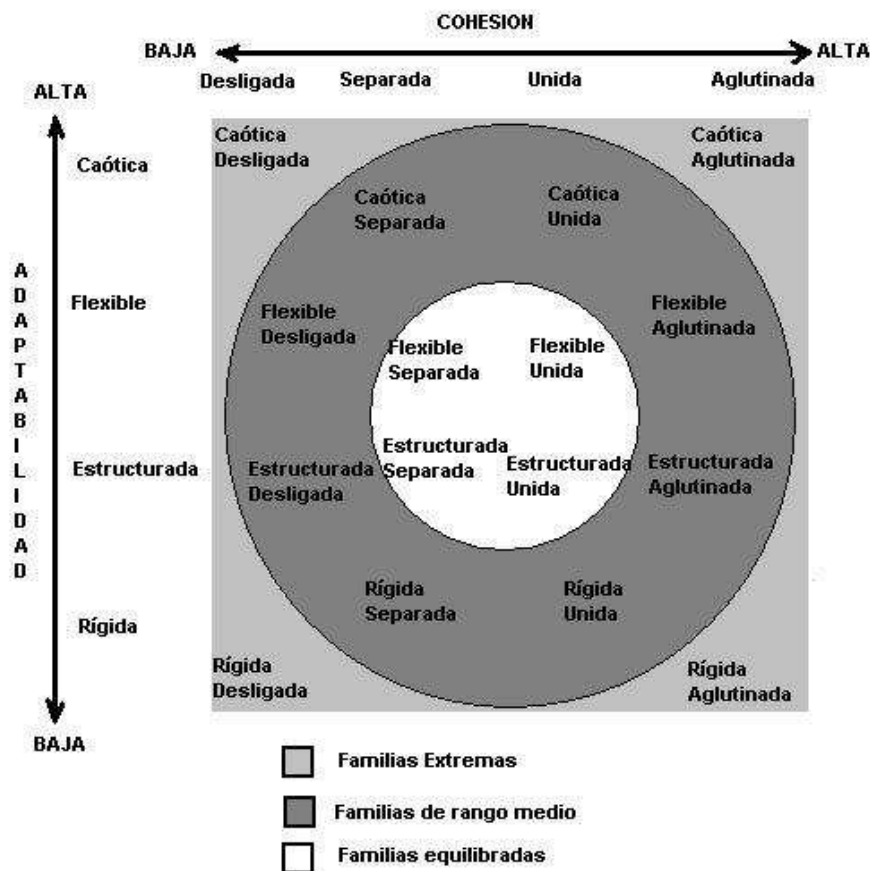 COHESION
BAJA
ALTA
Desligada
Separada
Unida
Aglutinada
ALTA
Caótica
Flexible
Estructurada
Rígida
BAJA
ADAPTABILIDAD
Caótica
Desligada
Caótica
Aglutinada
Caótica
Separada
Caótica
Unida
Flexible
Desligada
Flexible
Separada
Flexible
Unida
Flexible
Aglutinada
Estructurada
Desligada
Estructurada
Separada
Estructurada
Unida
Estructurada
Aglutinada
Rígida
Separada
Rígida
Unida
Rígida
Desligada
Rígida
Aglutinada
Familias Extremas
Familias de rango medio
Familias equilibradas